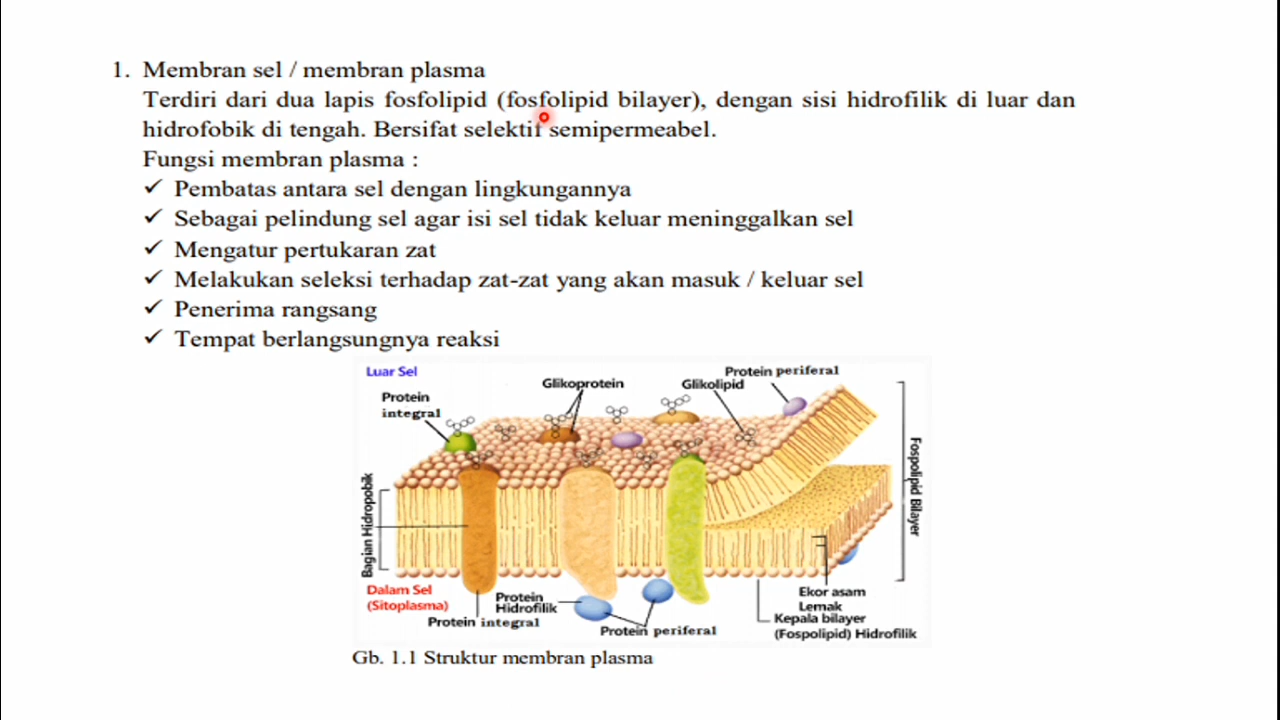 1. Membran sel / membran plasma
Terdiri dari dua lapis fosfolipid (fosfolipid bilayer), dengan sisi hidrofilik di luar dan
hidrofobik di tengah. Bersifat selektif semipermeabel.
Fungsi membran plasma :
✓ Pembatas antara sel dengan lingkungannya
✓ Sebagai pelindung sel agar isi sel tidak keluar meninggalkan sel
✓ Mengatur pertukaran zat
✓ Melakukan seleksi terhadap zat-zat yang akan masuk / keluar sel
✓ Penerima rangsang
✓ Tempat berlangsungnya reaksi
Luar Sel
Protein
integral
Glikoprotein
Glikolipid
Protein periferal
Bagian Hidropobik
Fospolipid Bilayer
Dalam Sel
(Sitoplasma)
Protein
Hidrofilik
Protein integral
Protein periferal
Ekor asam
Lemak
Kepala bilayer
(Fospolipid) Hidrofilik
Gb. 1.1 Struktur membran plasma